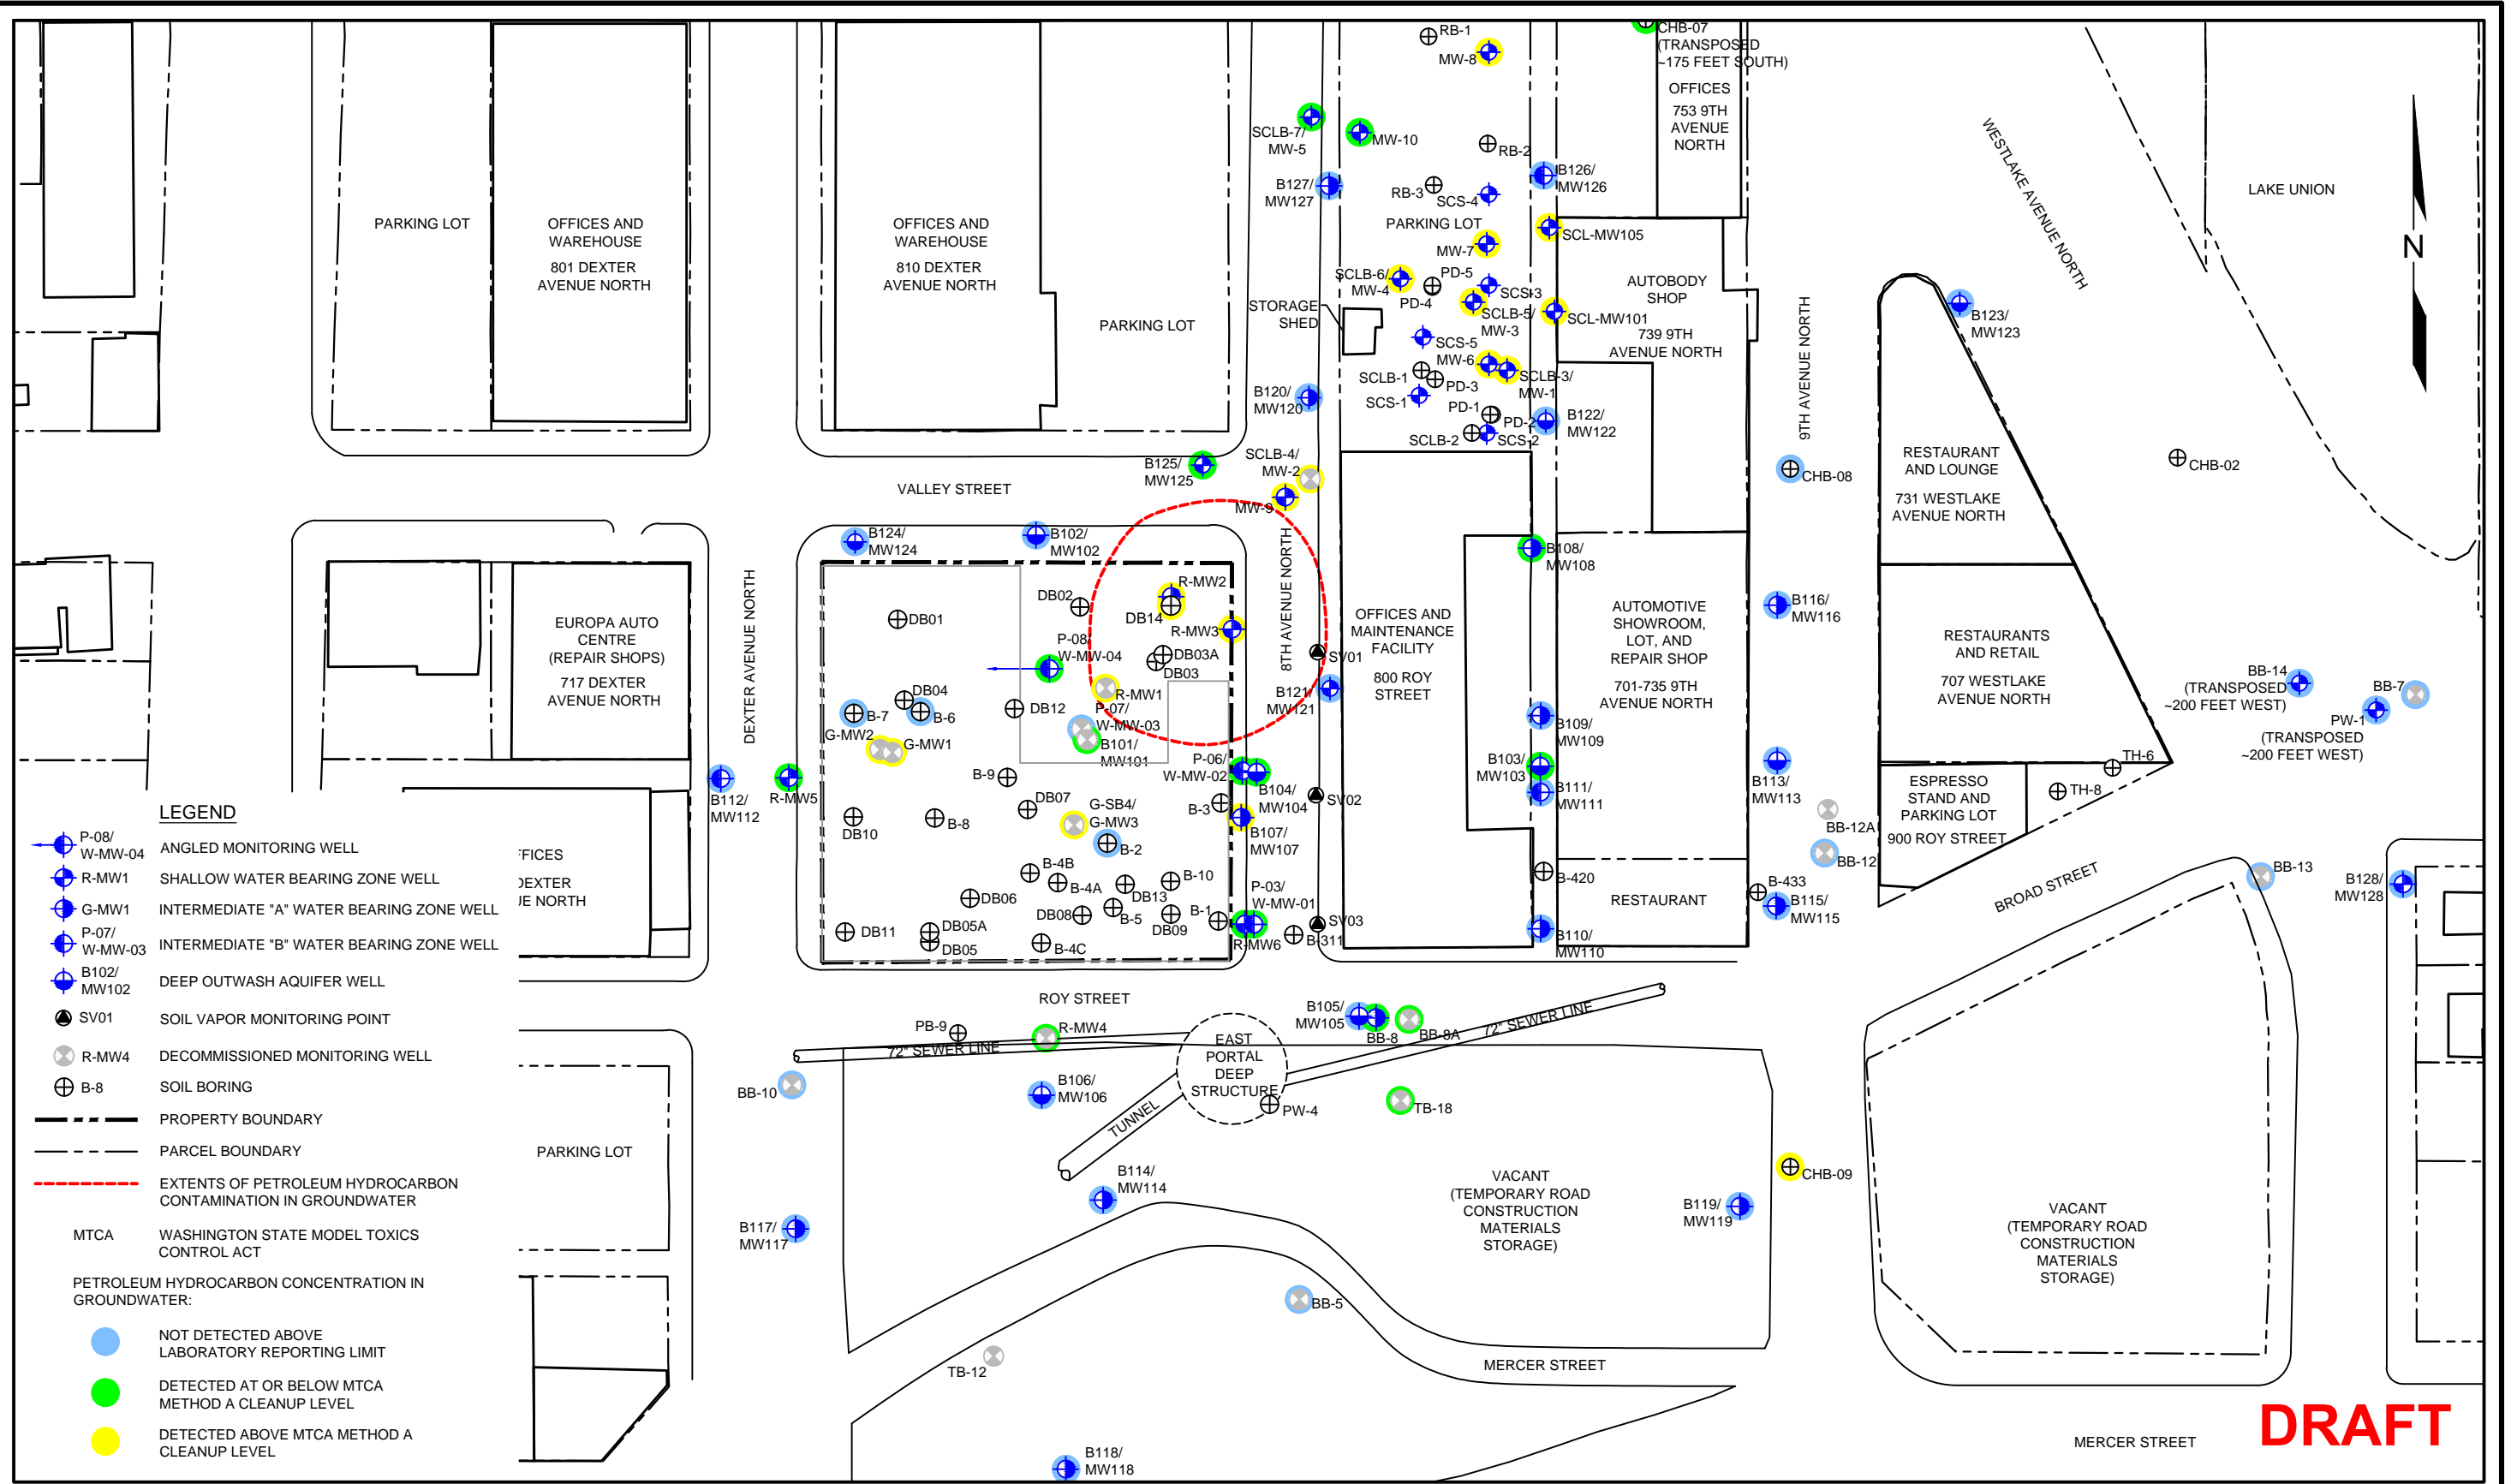 RB-1
MW-8
CHB-07
(TRANSPOSED
~175 FEET SOUTH)
OFFICES
753 9TH
AVENUE
NORTH
SCLB-7/
MW-5
MW-10
RB-2
B127/
MW127
RB-3
SCS-4
B126/
MW126
PARKING LOT
MW-7
SCL-MW105
WESTLAKE AVENUE NORTH
LAKE UNION
N
PARKING LOT
OFFICES AND
WAREHOUSE
801 DEXTER
AVENUE NORTH
OFFICES AND
WAREHOUSE
810 DEXTER
AVENUE NORTH
PARKING LOT
SCLB-6/
MW-4
PD-5
PD-4
SCS-3
SCLB-5/
MW-3
STORAGE
SHED
SCL-MW101
AUTOBODY
SHOP
739 9TH
AVENUE NORTH
9TH AVENUE NORTH
B123/
MW123
SCS-5
MW-6
SCLB-1
PD-3
SCLB-3/
MW-1
B120/
MW120
SCS-1
PD-1
PD-2
SCLB-2
SCS-2
B122/
MW122
B125/
MW125
SCLB-4/
MW-2
MW-9
VALLEY STREET
CHB-08
RESTAURANT
AND LOUNGE
731 WESTLAKE
AVENUE NORTH
CHB-02
B124/
MW124
B102/
MW102
8TH AVENUE NORTH
B108/
MW108
DEXTER AVENUE NORTH
EUROPA AUTO
CENTRE
(REPAIR SHOPS)
717 DEXTER
AVENUE NORTH
DB01
DB02
R-MW2
DB14
R-MW3
P-08/
W-MW-04
DB03A
DB03
SV01
OFFICES AND
MAINTENANCE
FACILITY
800 ROY
STREET
AUTOMOTIVE
SHOWROOM,
LOT, AND
REPAIR SHOP
701-735 9TH
AVENUE NORTH
B116/
MW116
RESTAURANTS
AND RETAIL
707 WESTLAKE
AVENUE NORTH
BB-14
(TRANSPOSED
~200 FEET WEST)
BB-7
PW-1
(TRANSPOSED
~200 FEET WEST)
DB04
B-7
B-6
DB12
R-MW1
P-07/
W-MW-03
B121/
MW121
G-MW2
G-MW1
B101/
MW101
B109/
MW109
B-9
P-06/
W-MW-02
B103/
MW103
B113/
MW113
TH-6
B112/
MW112
R-MW5
B104/
MW104
SV02
B111/
MW111
ESPRESSO
STAND AND
PARKING LOT
900 ROY STREET
TH-8
DB07
G-SB4/
G-MW3
B-3
DB10
B-8
B-2
B107/
MW107
BB-12A
BB-12
B-4B
B-4A
DB13
B-10
B-420
B-433
B115/
MW115
BROAD STREET
BB-13
B128/
MW128
DB06
DB08
B-5
DB09
B-1
P-03/
W-MW-01
SV03
RESTAURANT
DB11
DB05A
DB05
B-4C
R-MW6
B-311
B110/
MW110
FFICES
DEXTER
UE NORTH
ROY STREET
B105/
MW105
BB-8
BB-8A
72" SEWER LINE
PB-9
R-MW4
72" SEWER LINE
EAST
PORTAL
DEEP
STRUCTURE
BB-10
B106/
MW106
TUNNEL
PW-4
TB-18
PARKING LOT
B114/
MW114
VACANT
(TEMPORARY ROAD
CONSTRUCTION
MATERIALS
STORAGE)
CHB-09
B119/
MW119
B117/
MW117
VACANT
(TEMPORARY ROAD
CONSTRUCTION
MATERIALS
STORAGE)
BB-5
TB-12
MERCER STREET
B118/
MW118
MERCER STREET
DRAFT
LEGEND
P-08/
W-MW-04
ANGLED MONITORING WELL
R-MW1
SHALLOW WATER BEARING ZONE WELL
G-MW1
INTERMEDIATE "A" WATER BEARING ZONE WELL
P-07/
W-MW-03
INTERMEDIATE "B" WATER BEARING ZONE WELL
B102/
MW102
DEEP OUTWASH AQUIFER WELL
SV01
SOIL VAPOR MONITORING POINT
R-MW4
DECOMMISSIONED MONITORING WELL
B-8
SOIL BORING
PROPERTY BOUNDARY
PARCEL BOUNDARY
EXTENTS OF PETROLEUM HYDROCARBON
CONTAMINATION IN GROUNDWATER
MTCA
WASHINGTON STATE MODEL TOXICS
CONTROL ACT
PETROLEUM HYDROCARBON CONCENTRATION IN
GROUNDWATER:
NOT DETECTED ABOVE
LABORATORY REPORTING LIMIT
DETECTED AT OR BELOW MTCA
METHOD A CLEANUP LEVEL
DETECTED ABOVE MTCA METHOD A
CLEANUP LEVEL